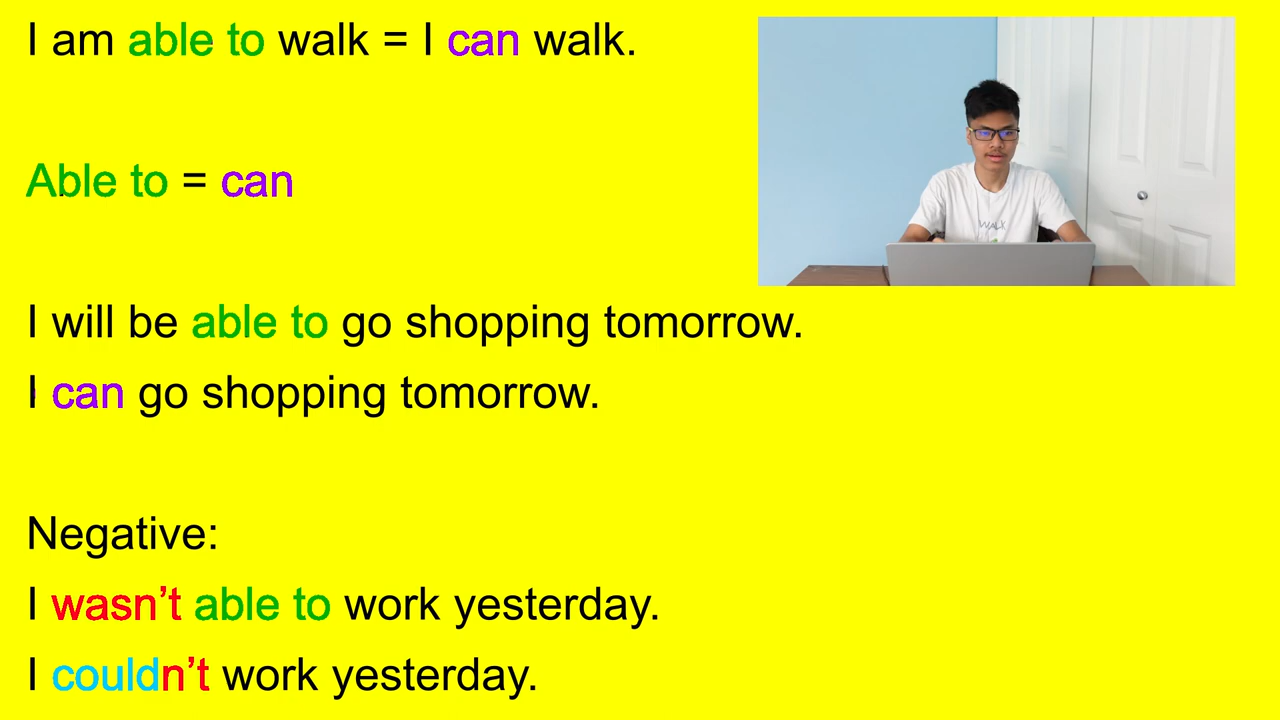 I am able to walk = I can walk.
Able to = can
I will be able to go shopping tomorrow.
I can go shopping tomorrow.
Negative:
I wasn't able to work yesterday.
I couldn't work yesterday.
WALK